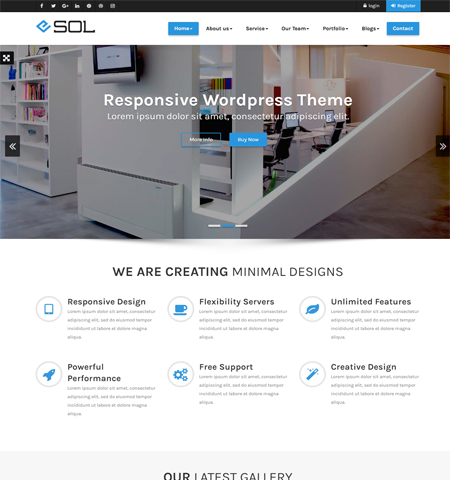 login Register
SOL
Home About us Service Our Team Portfolio Blogs Contact
Responsive Wordpress Theme
Lorem ipsum dolor sit amet, consectetur adipiscing elit.
More Info Buy Now
WE ARE CREATING MINIMAL DESIGNS
Responsive Design
Lorem ipsum dolor sit amet, consectetur
adipiscing elit, sed do eiusmod tempor
incididunt ut labore et dolore magna
aliqua.
Flexibility Servers
Lorem ipsum dolor sit amet, consectetur
adipiscing elit, sed do eiusmod tempor
incididunt ut labore et dolore magna
aliqua.
Unlimited Features
Lorem ipsum dolor sit amet, consectetur
adipiscing elit, sed do eiusmod tempor
incididunt ut labore et dolore magna
aliqua.
Powerful
Performance
Lorem ipsum dolor sit amet, consectetur
adipiscing elit, sed do eiusmod tempor
incididunt ut labore et dolore magna
aliqua.
Free Support
Lorem ipsum dolor sit amet, consectetur
adipiscing elit, sed do eiusmod tempor
incididunt ut labore et dolore magna
aliqua.
Creative Design
Lorem ipsum dolor sit amet, consectetur
adipiscing elit, sed do eiusmod tempor
incididunt ut labore et dolore magna
aliqua.
OUR LATEST GALLERY